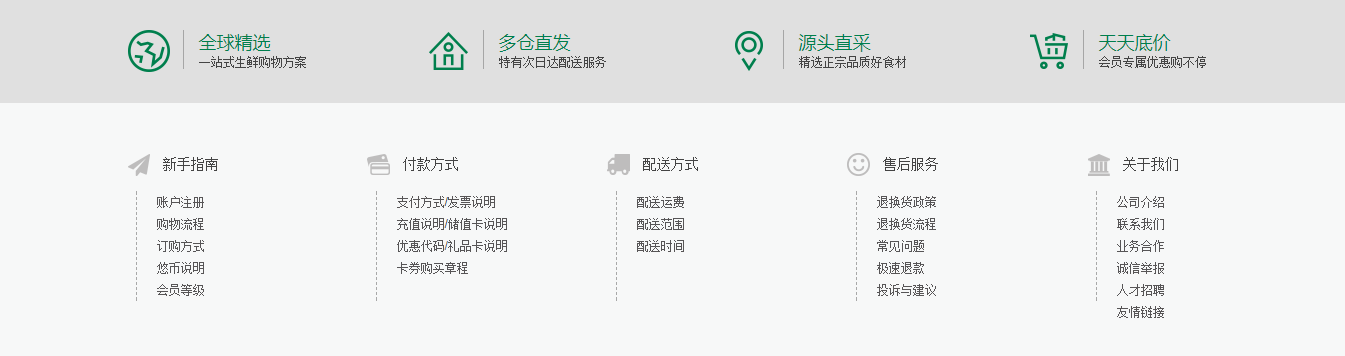 全球精选
一站式生鲜购物方案
多仓直发
特有次日达配送服务
源头直采
精选正宗品质好食材
天天底价
会员专属优惠购不停
新手指南
账户注册
购物流程
订购方式
悠币说明
会员等级
付款方式
支付方式/发票说明
充值说明/储值卡说明
优惠代码/礼品卡说明
卡券购买章程
配送方式
配送运费
配送范围
配送时间
售后服务
退换货政策
退换货流程
常见问题
极速退款
投诉与建议
关于我们
公司介绍
联系我们
业务合作
诚信举报
人才招聘
友情链接